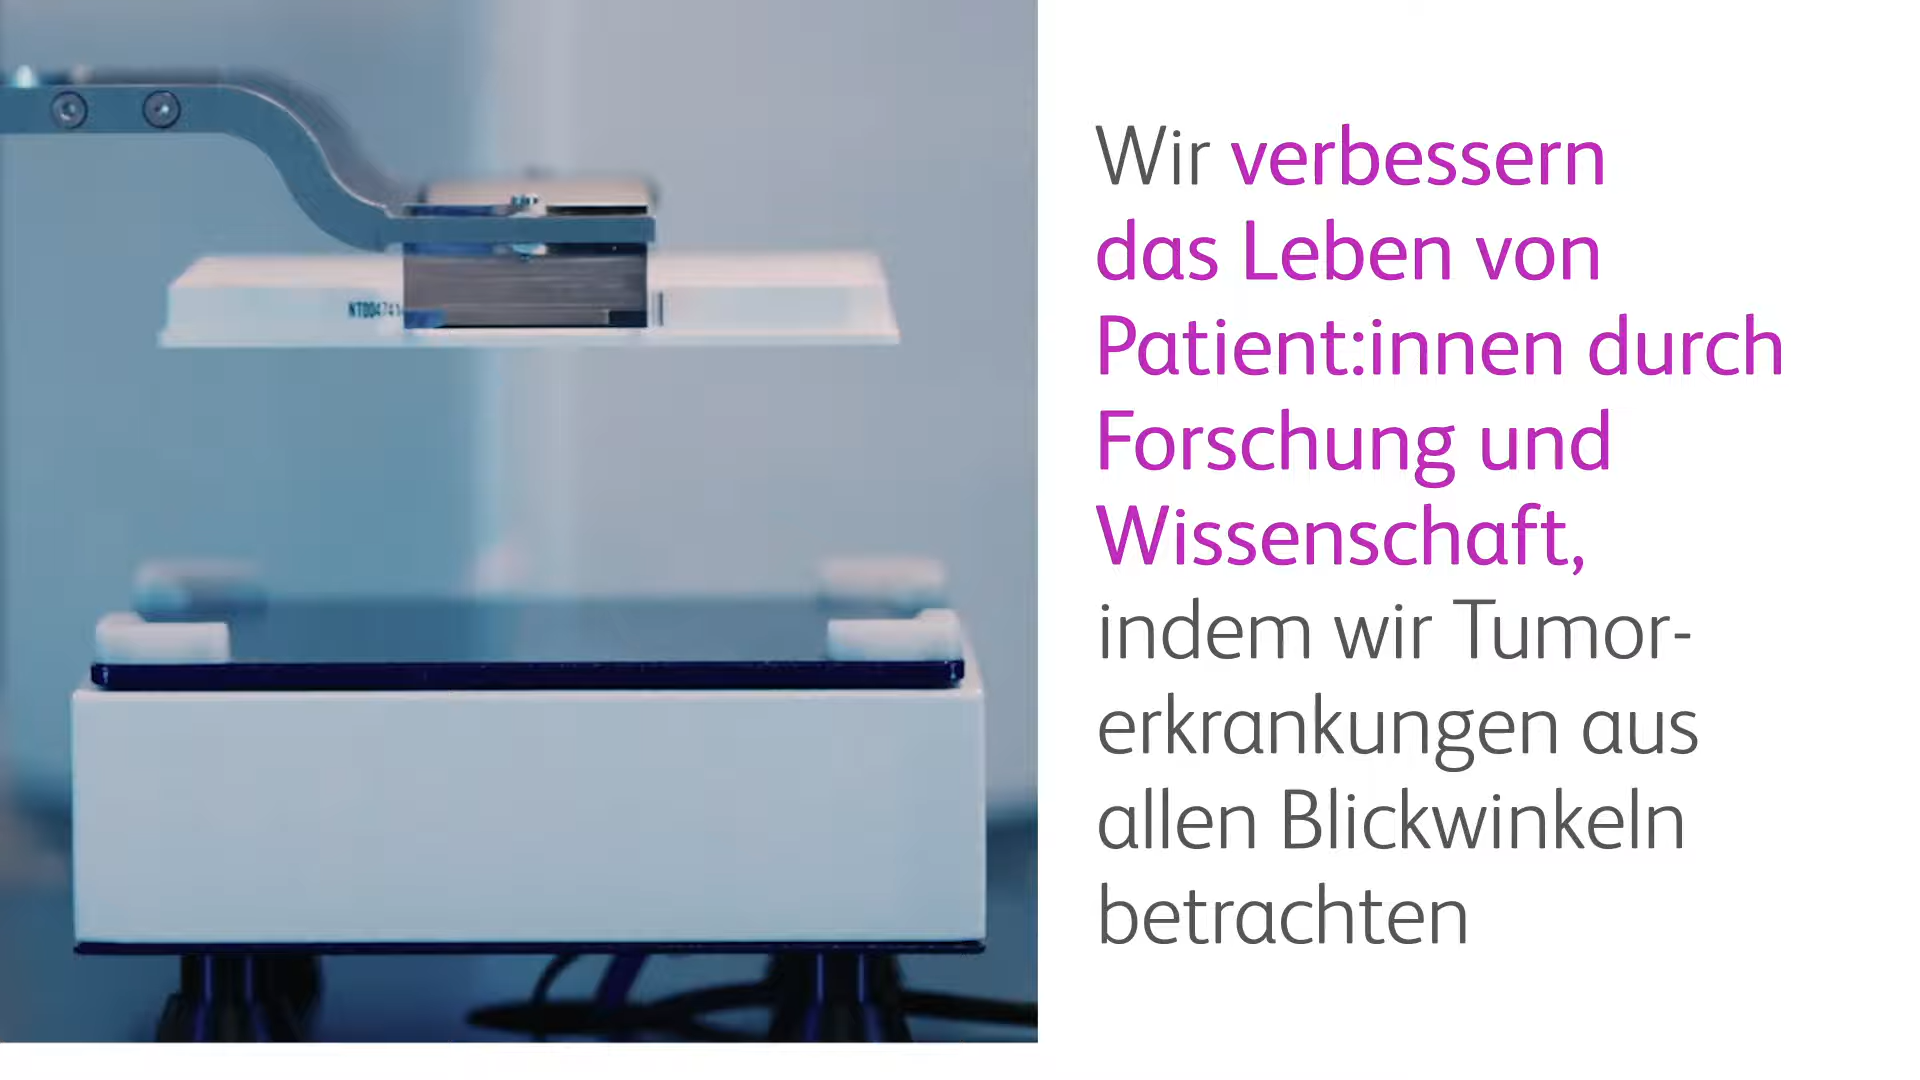 Wir verbessern
das Leben von
Patient:innen durch
Forschung und
Wissenschaft,
indem wir Tumor-
erkrankungen aus
allen Blickwinkeln
betrachten